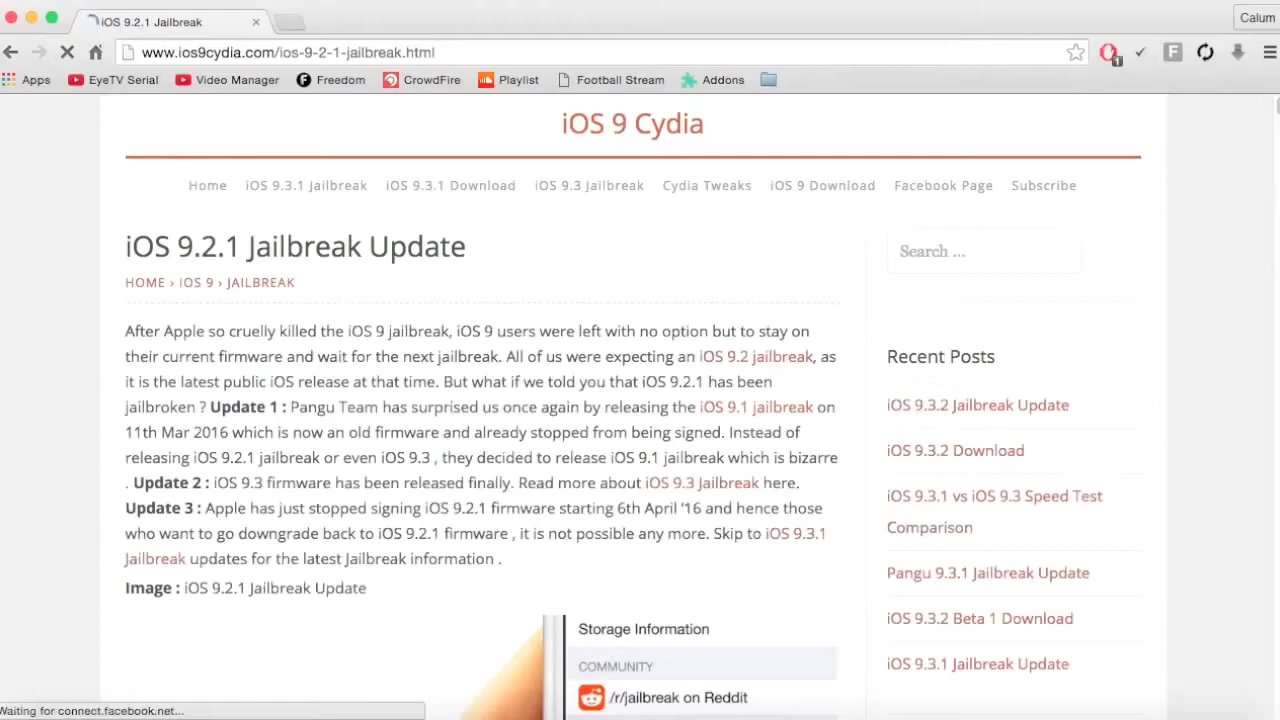 iOS 9.2.1 Jailbreak
Calum
www.ios9cydia.com/ios-9-2-1-jailbreak.html
1
F
Apps EyeTV Serial Video Manager Freedom CrowdFire Playlist Football Stream Addons
iOS 9 Cydia
Home iOS 9.3.1 Jailbreak iOS 9.3.1 Download iOS 9.3 Jailbreak Cydia Tweaks iOS 9 Download Facebook Page Subscribe
iOS 9.2.1 Jailbreak Update
HOME › iOS 9 › JAILBREAK
After Apple so cruelly killed the iOS 9 jailbreak, iOS 9 users were left with no option but to stay on
their current firmware and wait for the next jailbreak. All of us were expecting an iOS 9.2 jailbreak, as
it is the latest public iOS release at that time. But what if we told you that iOS 9.2.1 has been
jailbroken ? Update 1 : Pangu Team has surprised us once again by releasing the iOS 9.1 jailbreak on
11th Mar 2016 which is now an old firmware and already stopped from being signed. Instead of
releasing iOS 9.2.1 jailbreak or even iOS 9.3 , they decided to release iOS 9.1 jailbreak which is bizarre
. Update 2 : iOS 9.3 firmware has been released finally. Read more about iOS 9.3 Jailbreak here.
Update 3 : Apple has just stopped signing iOS 9.2.1 firmware starting 6th April '16 and hence those
who want to go downgrade back to iOS 9.2.1 firmware , it is not possible any more. Skip to iOS 9.3.1
Jailbreak updates for the latest Jailbreak information .
Image : iOS 9.2.1 Jailbreak Update
Storage Information
COMMUNITY
/r/jailbreak on Reddit
Search ...
Recent Posts
iOS 9.3.2 Jailbreak Update
iOS 9.3.2 Download
iOS 9.3.1 vs iOS 9.3 Speed Test
Comparison
Pangu 9.3.1 Jailbreak Update
iOS 9.3.2 Beta 1 Download
iOS 9.3.1 Jailbreak Update
Waiting for connect.facebook.net...